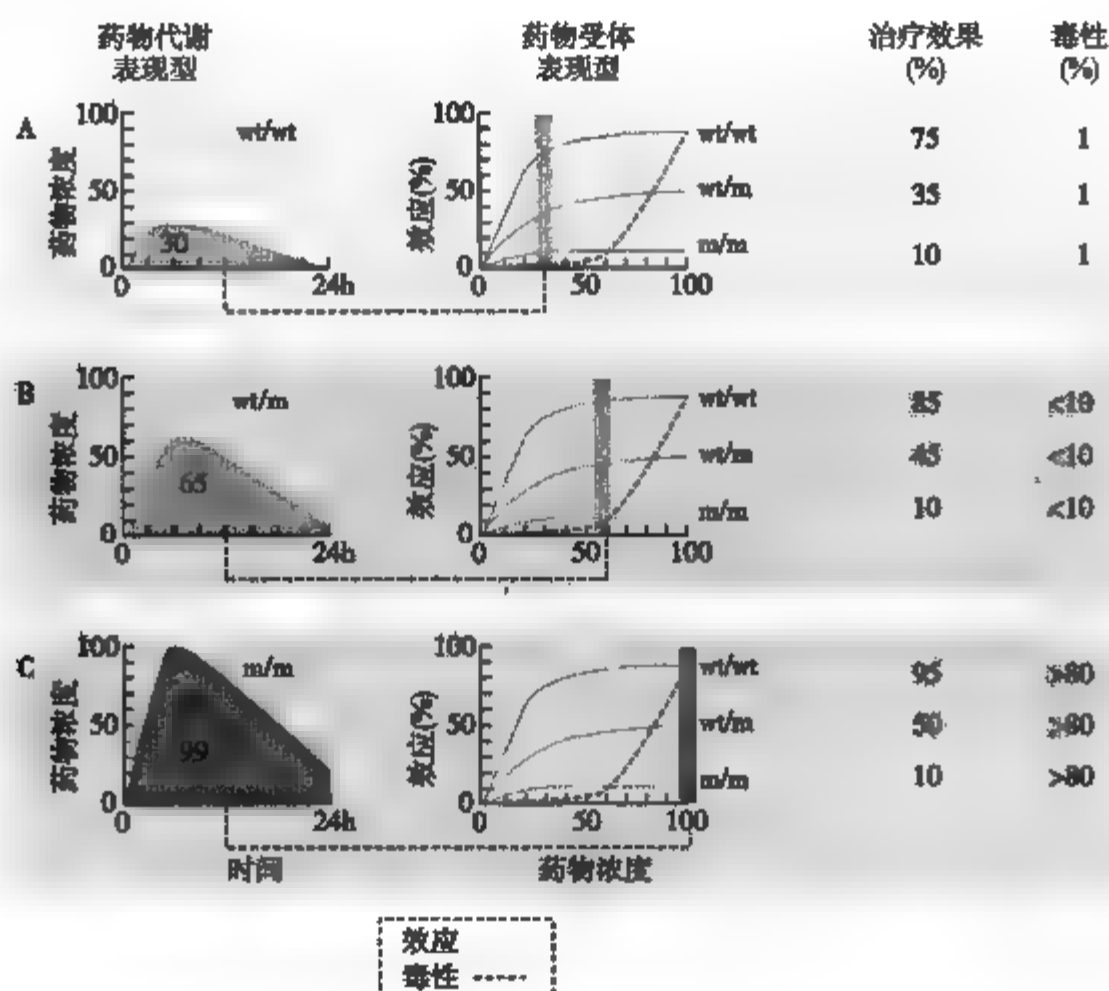 药物代谢
表现型
药物受体
表现型
治疗效果
(%)
毒性
(%)
A
药物浓度
100
50
0
wt/wt
30
0
24h
效应(%)
100
50
0
wt/wt
wt/m
m/m
0
50
100
75
1
35
1
10
1
B
药物浓度
100
50
0
wt/m
65
0
24h
效应(%)
100
50
0
wt/wt
wt/m
m/m
0
50
100
85
<10
45
<10
10
<10
C
药物浓度
100
50
0
m/m
99
0
24h
时间
效应(%)
100
50
0
wt/wt
wt/m
m/m
0
50
100
药物浓度
95
>80
50
>80
10
>80
效应
毒性